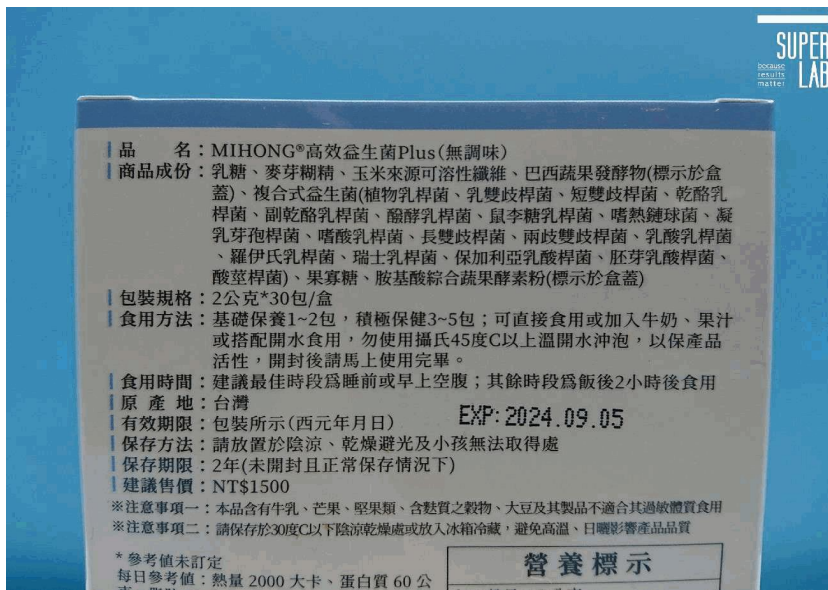 SUPER
because
results
matter
LAB
品 名：MIHONG®高效益生菌Plus(無調味)
商品成份：乳糖、麥芽糊精、玉米來源可溶性纖維、巴西蔬果發酵物(標示於盒
蓋)、複合式益生菌(植物乳桿菌、乳雙歧桿菌、短雙歧桿菌、乾酪乳
桿菌、副乾酪乳桿菌、醱酵乳桿菌、鼠李糖乳桿菌、嗜熱鏈球菌、凝
乳芽孢桿菌、嗜酸乳桿菌、長雙歧桿菌、兩歧雙歧桿菌、乳酸乳桿菌
、羅伊氏乳桿菌、瑞士乳桿菌、保加利亞乳酸桿菌、胚芽乳酸桿菌、
酸莖桿菌)、果寡糖、胺基酸綜合蔬果酵素粉(標示於盒蓋)
包裝規格：2公克*30包/盒
食用方法：基礎保養1~2包，積極保健3~5包；可直接食用或加入牛奶、果汁
或搭配開水食用，勿使用攝氏45度C以上溫開水沖泡，以保產品
活性，開封後請馬上使用完畢。
食用時間：建議最佳時段爲睡前或早上空腹；其餘時段爲飯後2小時後食用
原 產 地：台灣
有效期限：包裝所示(西元年月日)
EXP: 2024.09.05
保存方法：請放置於陰涼、乾燥避光及小孩無法取得處
保存期限：2年(未開封且正常保存情況下)
建議售價：NT$1500
※注意事項一：本品含有牛乳、芒果、堅果類、含麩質之穀物、大豆及其製品不適合其過敏體質食用
※注意事項二：請保存於30度C以下陰涼乾燥處或放入冰箱冷藏，避免高溫、日曬影響產品品質
* 參考值未訂定
每日參考值：熱量 2000 大卡、蛋白質 60 公
營養標示